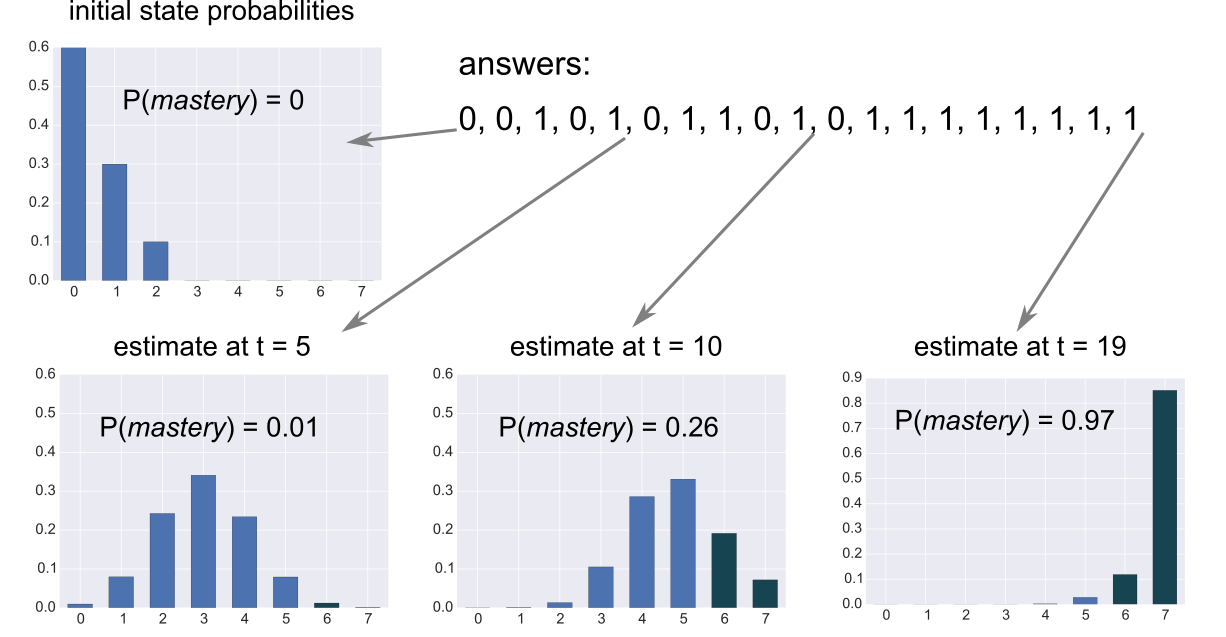 initial state probabilities
0.6
0.5
0.4
0.3
0.2
0.1
0.0
P(mastery) = 0
0 1 2 3 4 5 6 7
answers:
0, 0, 1, 0, 1, 0, 1, 1, 0, 1, 0, 1, 1, 1, 1, 1, 1, 1, 1
estimate at t = 5
0.6
0.5
0.4
0.3
0.2
0.1
0.0
P(mastery) = 0.01
0 1 2 3 4 5 6 7
estimate at t = 10
0.6
0.5
0.4
0.3
0.2
0.1
0.0
P(mastery) = 0.26
0 1 2 3 4 5 6 7
estimate at t = 19
0.9
0.8
0.7
0.6
0.5
0.4
0.3
0.2
0.1
0.0
P(mastery) = 0.97
0 1 2 3 4 5 6 7